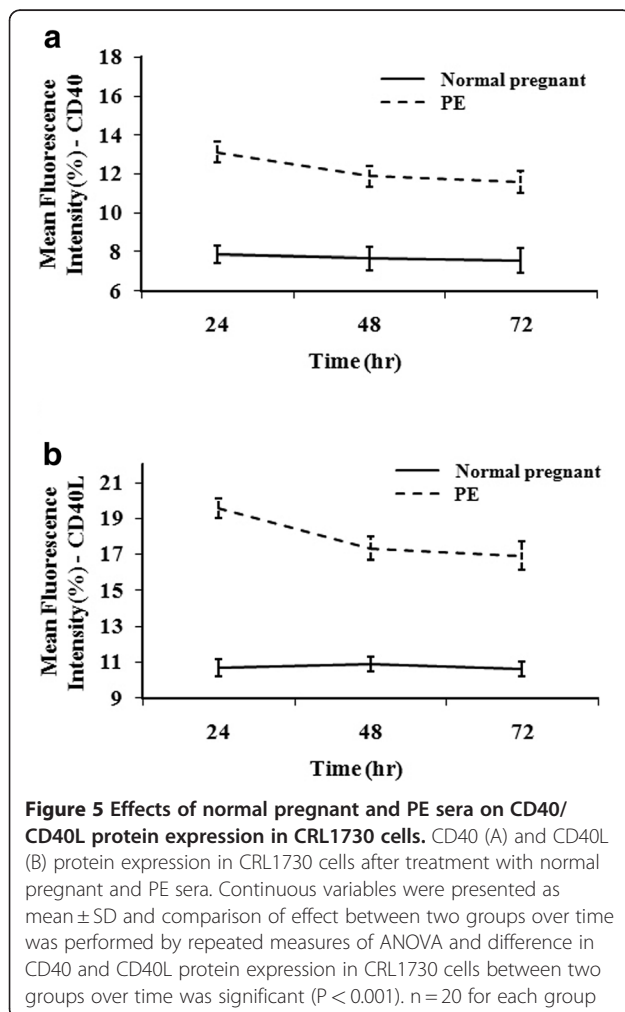 a
18
16
14
12
10
8
6
Mean Fluorescence
Intensity(%) - CD40
Normal pregnant
PE
24 48 72
Time (hr)
b
21
19
17
15
13
11
9
Mean Fluorescence
Intensity(%) - CD40L
Normal pregnant
PE
24 48 72
Time (hr)
Figure 5 Effects of normal pregnant and PE sera on CD40/
CD40L protein expression in CRL1730 cells. CD40 (A) and CD40L
(B) protein expression in CRL1730 cells after treatment with normal
pregnant and PE sera. Continuous variables were presented as
mean ± SD and comparison of effect between two groups over time
was performed by repeated measures of ANOVA and difference in
CD40 and CD40L protein expression in CRL1730 cells between two
groups over time was significant (P < 0.001). n = 20 for each group